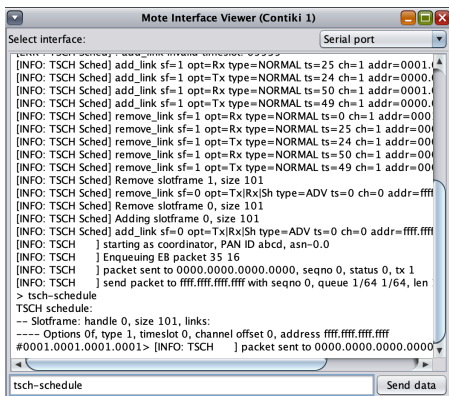 Mote Interface Viewer (Contiki 1)
Select interface:
Serial port
[ERR : TSCH Sched] ! add_link invalid timeslot:
[INFO: TSCH Sched] add_link sf=1 opt=Rx type=NORMAL ts=25 ch=1 addr=0001.
[INFO: TSCH Sched] add_link sf=1 opt=Tx type=NORMAL ts=24 ch=1 addr=0000.
[INFO: TSCH Sched] add_link sf=1 opt=Rx type=NORMAL ts=50 ch=1 addr=0001.
[INFO: TSCH Sched] add_link sf=1 opt=Tx type=NORMAL ts=49 ch=1 addr=0000.
[INFO: TSCH Sched] remove_link sf=1 opt=Rx type=NORMAL ts=0 ch=1 addr=000
[INFO: TSCH Sched] remove_link sf=1 opt=Rx type=NORMAL ts=25 ch=1 addr=00
[INFO: TSCH Sched] remove_link sf=1 opt=Tx type=NORMAL ts=24 ch=1 addr=00
[INFO: TSCH Sched] remove_link sf=1 opt=Rx type=NORMAL ts=50 ch=1 addr=00
[INFO: TSCH Sched] remove_link sf=1 opt=Tx type=NORMAL ts=49 ch=1 addr=00
[INFO: TSCH Sched] Remove slotframe 1, size 101
[INFO: TSCH Sched] remove_link sf=0 opt=Tx|Rx|Sh type=ADV ts=0 ch=0 addr=ffff
[INFO: TSCH Sched] Remove slotframe 0, size 101
[INFO: TSCH Sched] Adding slotframe 0, size 101
[INFO: TSCH Sched] add_link sf=0 opt=Tx|Rx|Sh type=ADV ts=0 ch=0 addr=ffff.ffff
[INFO: TSCH ] starting as coordinator, PAN ID abcd, asn-0.0
[INFO: TSCH ] Enqueuing EB packet 35 16
[INFO: TSCH ] packet sent to 0000.0000.0000.0000, seqno 0, status 0, tx 1
[INFO: TSCH ] send packet to ffff.ffff.ffff.ffff with seqno 0, queue 1/64 1/64, len
> tsch-schedule
TSCH schedule:
-- Slotframe: handle 0, size 101, links:
---- Options 0f, type 1, timeslot 0, channel offset 0, address ffff.ffff.ffff.ffff
#0001.0001.0001.0001> [INFO: TSCH ] packet sent to 0000.0000.0000.0000
tsch-schedule
Send data